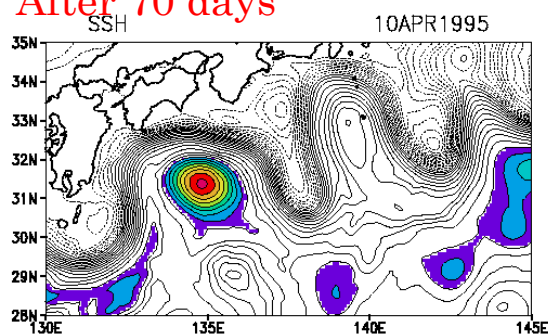 After 70 days
SSH 10APR1995
35N
34N
33N
32N
31N
30N
29N
28N
130E 135E 140E 145E